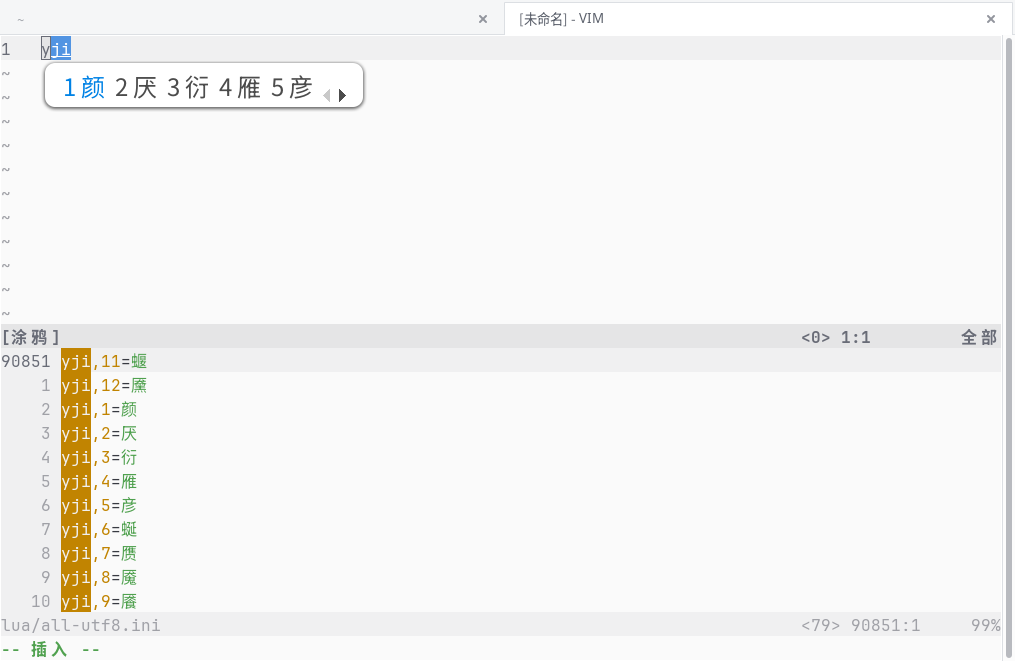 ~
[未命名] - VIM
1 yji
1颜 2厌 3衍 4雁 5彦
~
~
~
~
~
~
~
~
~
~
~
[涂鸦] <0> 1:1 全部
90851 yji,11=蝘
1 yji,12=黡
2 yji,1=颜
3 yji,2=厌
4 yji,3=衍
5 yji,4=雁
6 yji,5=彦
7 yji,6=蜒
8 yji,7=赝
9 yji,8=魇
10 yji,9=餍
lua/all-utf8.ini <79> 90851:1 99%
-- 插入 --